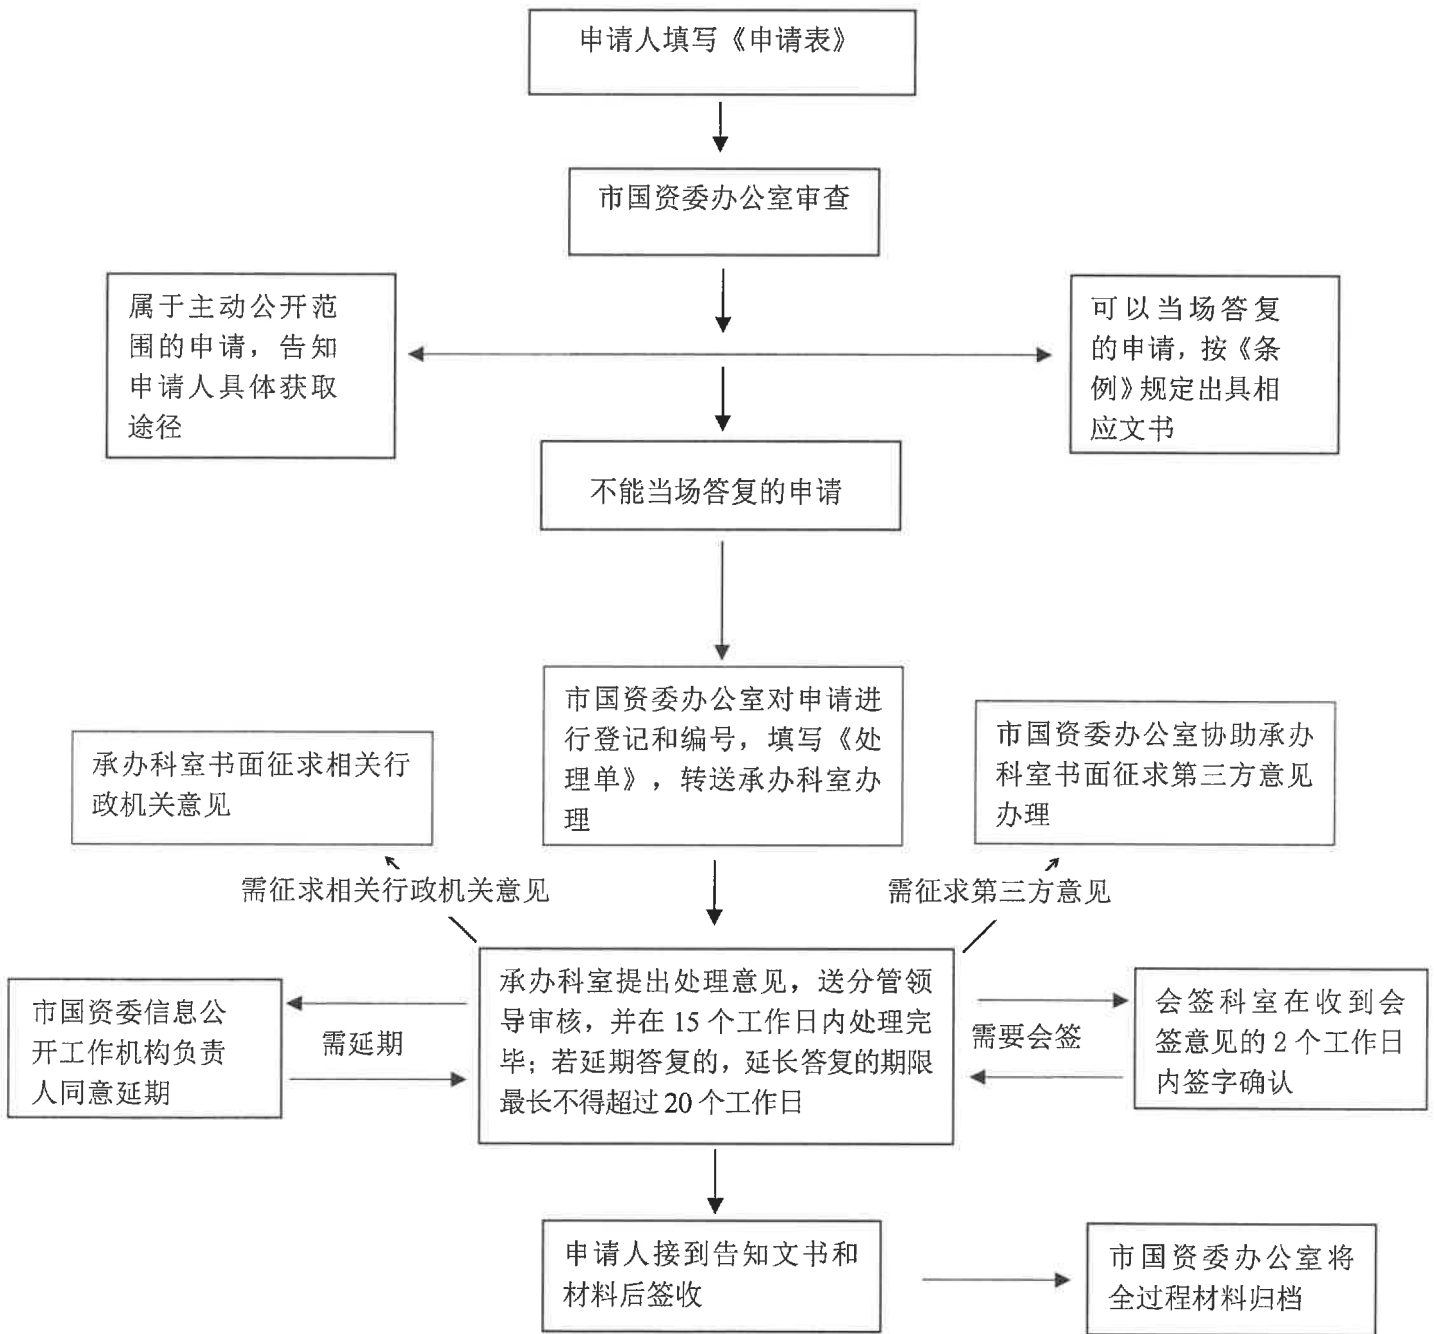 申请人填写《申请表》
市国资委办公室审查
属于主动公开范
围的申请，告知
申请人具体获取
途径
可以当场答复
的申请，按《条
例》规定出具相
应文书
不能当场答复的申请
市国资委办公室对申请进
行登记和编号，填写《处
理单》，转送承办科室办
理
承办科室书面征求相关行
政机关意见
市国资委办公室协助承办
科室书面征求第三方意见
办理
需征求相关行政机关意见
需征求第三方意见
市国资委信息公
开工作机构负责
人同意延期
需延期
承办科室提出处理意见，送分管领
导审核，并在 15 个工作日内处理完
毕；若延期答复的，延长答复的期限
最长不得超过 20 个工作日
需要会签
会签科室在收到会
签意见的 2 个工作日
内签字确认
申请人接到告知文书和
材料后签收
市国资委办公室将
全过程材料归档